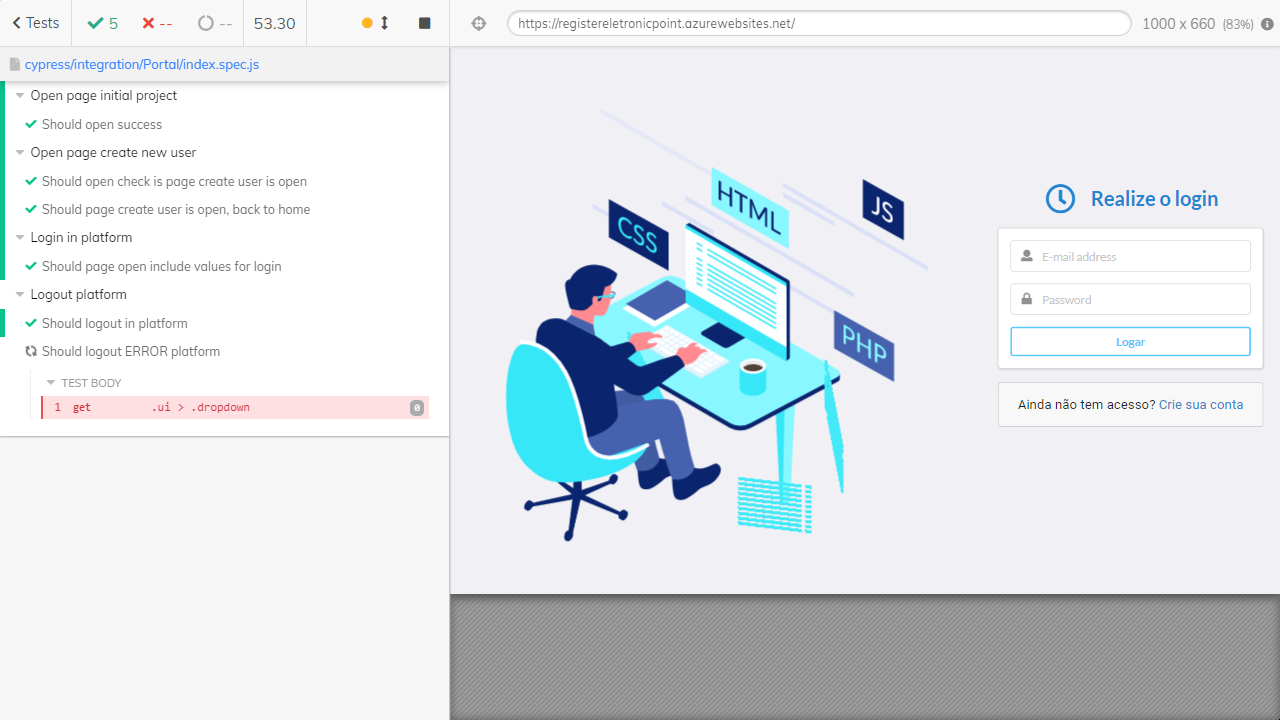 Tests
5
--
--
53.30
https://registereletronicpoint.azurewebsites.net/
1000 x 660 (83%)
cypress/integration/Portal/index.spec.js
Open page initial project
Should open success
Open page create new user
Should open check is page create user is open
Should page create user is open, back to home
Login in platform
Should page open include values for login
Logout platform
Should logout in platform
Should logout ERROR platform
TEST BODY
1 get .ui > .dropdown 0
HTML
JS
CSS
PHP
Realize o login
E-mail address
Password
Logar
Ainda não tem acesso? Crie sua conta